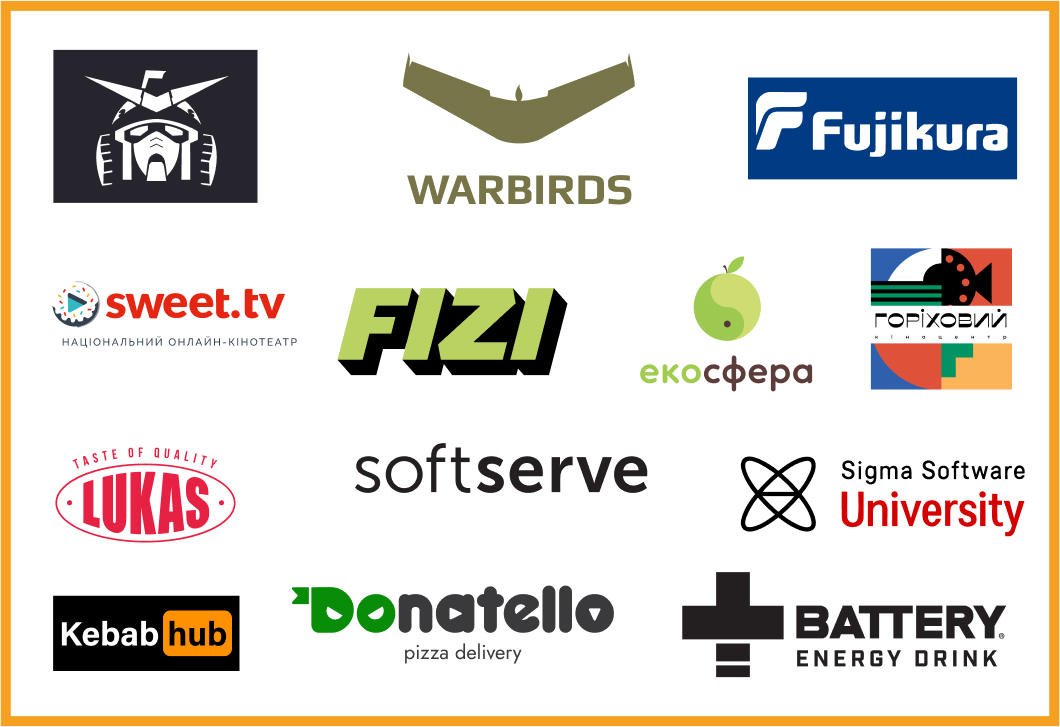 WARBIRDS
Fujikura
sweet.tv
НАЦІОНАЛЬНИЙ ОНЛАЙН-КІНОТЕАТР
FIZI
екосфера
ГОРІХОВИЙ
кіноцентр
TASTE OF QUALITY
LUKAS
softserve
Sigma Software
University
Kebab hub
Donatello
pizza delivery
BATTERY®
ENERGY DRINK